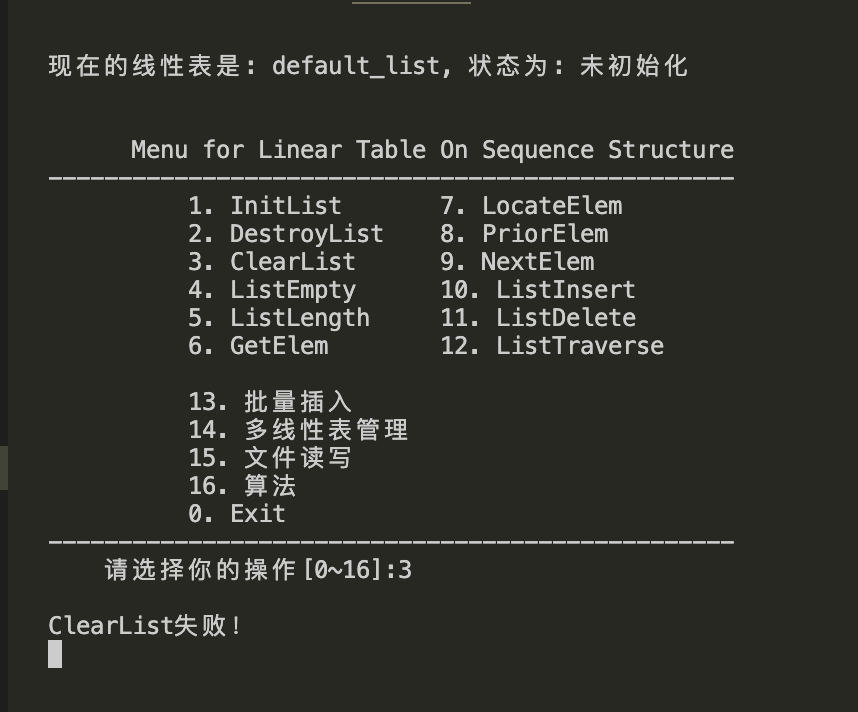 现在的线性表是: default_list, 状态为: 未初始化
Menu for Linear Table On Sequence Structure
-------------------------------------------------
1. InitList 7. LocateElem
2. DestroyList 8. PriorElem
3. ClearList 9. NextElem
4. ListEmpty 10. ListInsert
5. ListLength 11. ListDelete
6. GetElem 12. ListTraverse
13. 批量插入
14. 多线性表管理
15. 文件读写
16. 算法
0. Exit
-------------------------------------------------
请选择你的操作[0~16]:3
ClearList失败!